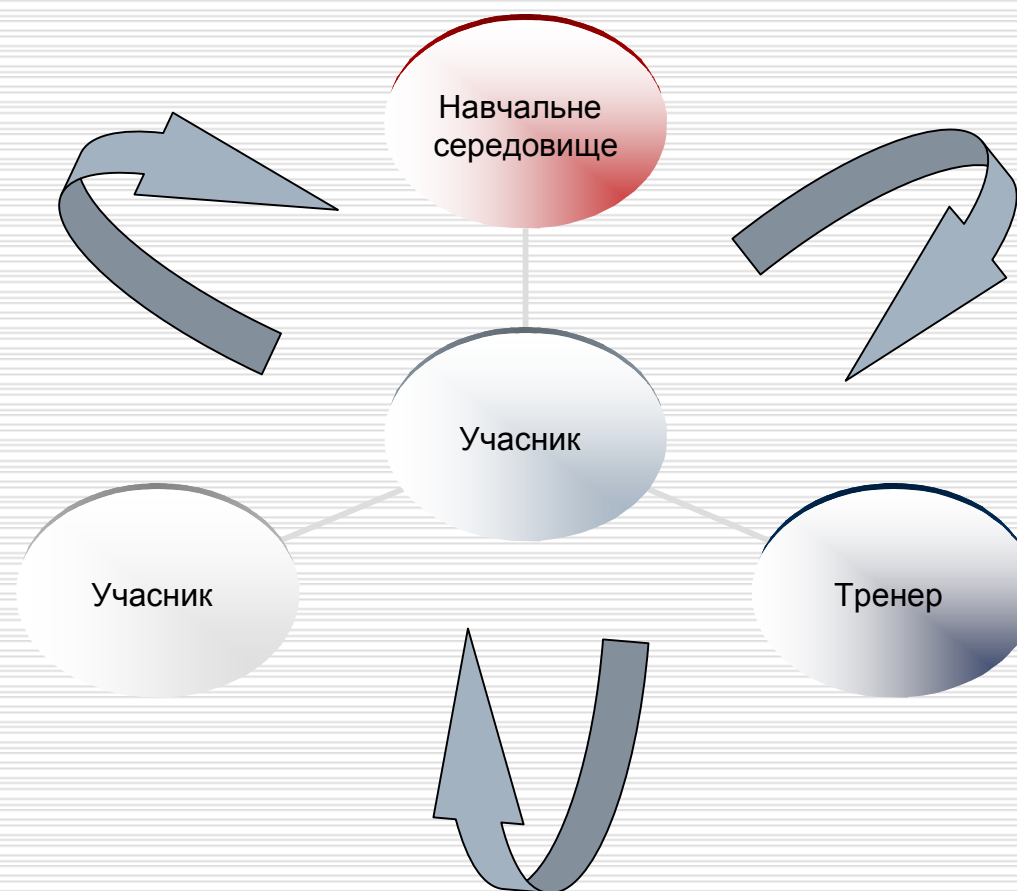 Навчальне
середовище
Учасник
Учасник
Тренер